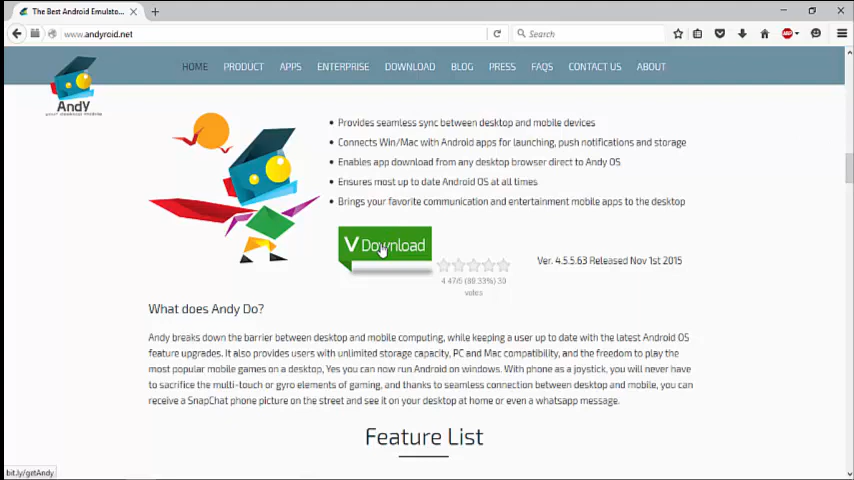 The Best Android Emulato...
www.andyroid.net
Search
ABP
HOME PRODUCT APPS ENTERPRISE DOWNLOAD BLOG PRESS FAQS CONTACT US ABOUT
Andy
your desktop mobile
Provides seamless sync between desktop and mobile devices
Connects Win/Mac with Android apps for launching, push notifications and storage
Enables app download from any desktop browser direct to Andy OS
Ensures most up to date Android OS at all times
Brings your favorite communication and entertainment mobile apps to the desktop
V Download
Ver. 4.5.5.63 Released Nov 1st 2015
4.47/5 (89.33%) 30
votes
What does Andy Do?
Andy breaks down the barrier between desktop and mobile computing, while keeping a user up to date with the latest Android OS
feature upgrades. It also provides users with unlimited storage capacity, PC and Mac compatibility, and the freedom to play the
most popular mobile games on a desktop, Yes you can now run Android on windows. With phone as a joystick, you will never have
to sacrifice the multi-touch or gyro elements of gaming, and thanks to seamless connection between desktop and mobile, you can
receive a SnapChat phone picture on the street and see it on your desktop at home or even a whatsapp message.
Feature List
bit.ly/getAndy